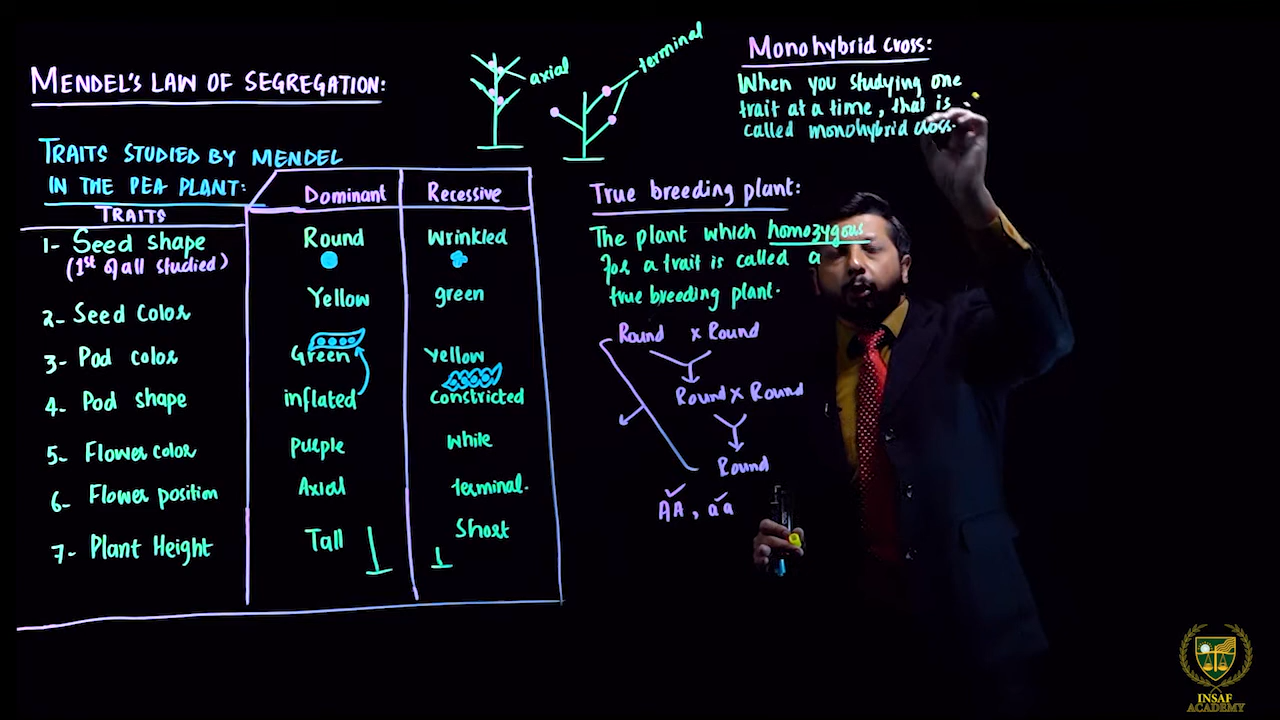 MENDEL'S LAW OF SEGREGATION:
axial
terminal
Monohybrid cross:
When you studying one
trait at a time, that is
called monohybrid cross.
TRAITS STUDIED BY MENDEL
IN THE PEA PLANT:
TRAITS Dominant Recessive
1- Seed shape Round Wrinkled
(1st of all studied)
2- Seed Color Yellow green
3- Pod color Green Yellow
4- Pod shape inflated Constricted
5- Flower color purple while
6- Flower position Axial terminal.
7- Plant Height Tall Short
True breeding plant:
The plant which homozygous
for a trait is called a
true breeding plant.
Round x Round
Round x Round
Round
AA, aa
INSAF
ACADEMY